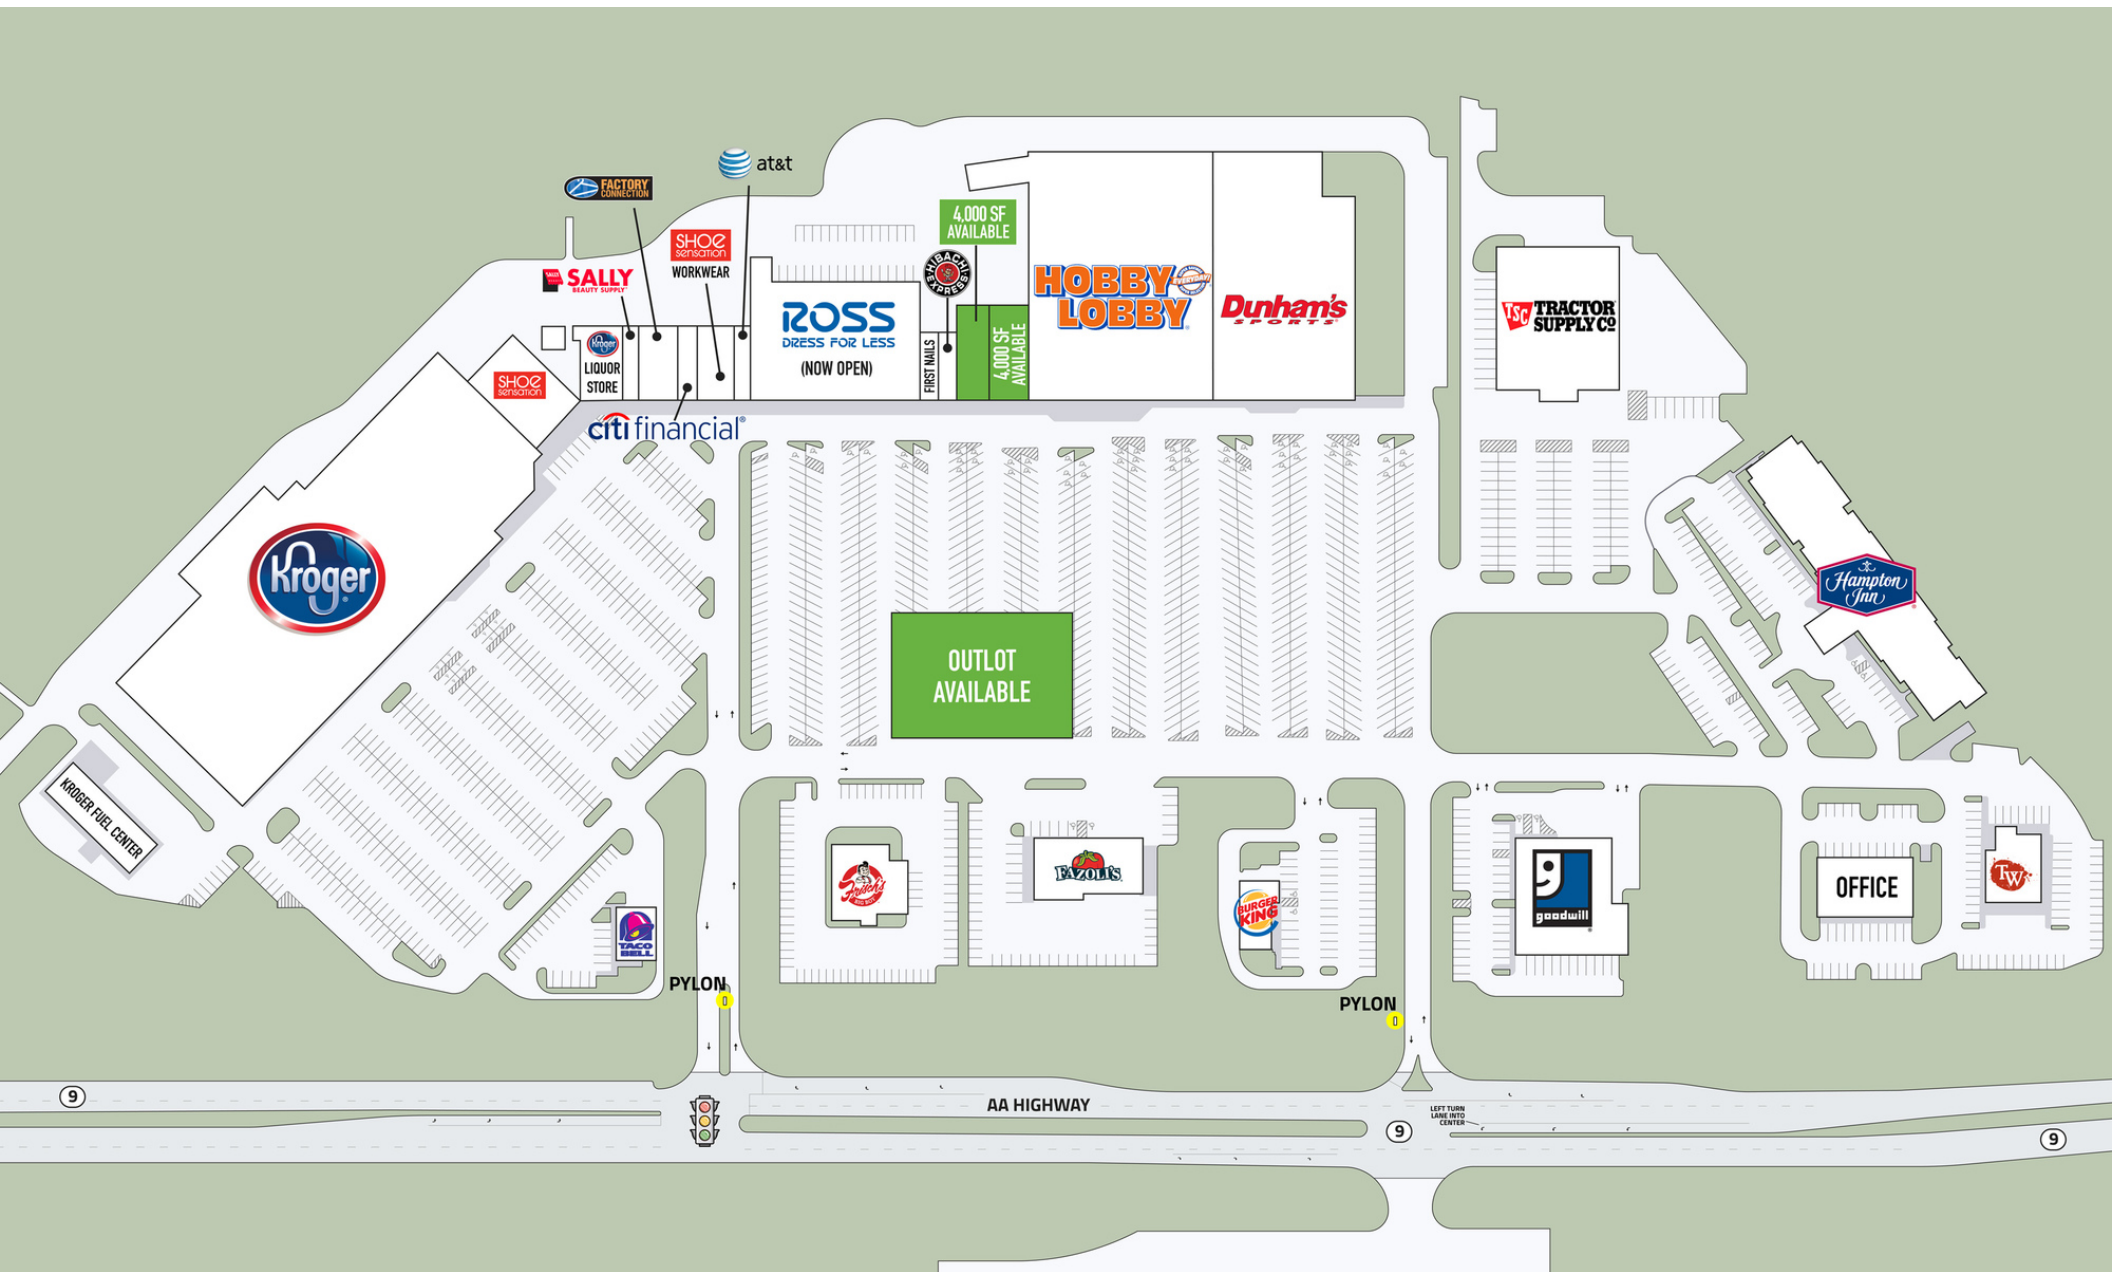 at&t
FACTORY
CONNECTION
SHOE
sensation
WORKWEAR
SALLY
BEAUTY SUPPLY
4,000 SF
AVAILABLE
HIBACHI
EXPRESS
HOBBY
LOBBY
EVERYDAY!
Dunham's
SPORTS
TSC
TRACTOR
SUPPLY CO
ROSS
DRESS FOR LESS
(NOW OPEN)
FIRST NAILS
4,000 SF
AVAILABLE
Kroger
LIQUOR
STORE
SHOE
sensation
citi financial
Kroger
Hampton
Inn
OUTLOT
AVAILABLE
KROGER FUEL CENTER
TACO
BELL
Frisch's
BIG BOY
FAZOLI'S
BURGER
KING
goodwill
OFFICE
TW
PYLON
PYLON
9
AA HIGHWAY
LEFT TURN
LANE INTO
CENTER
9
9